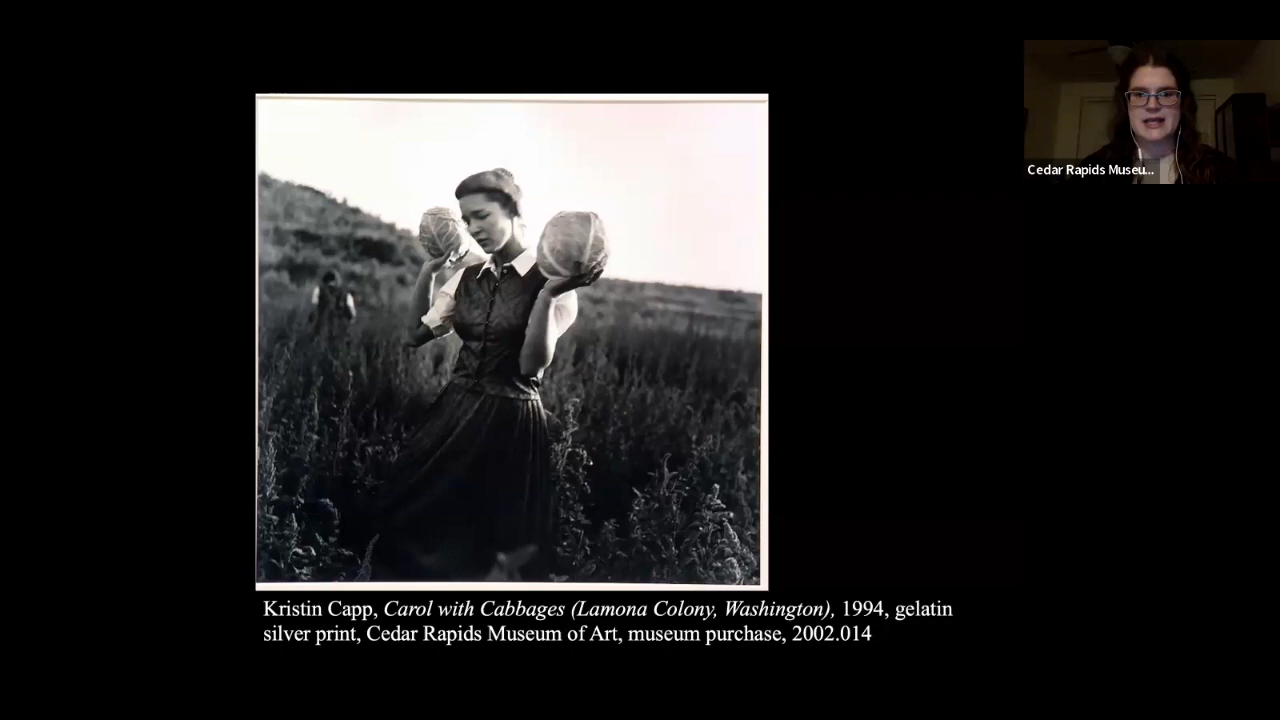 Cedar Rapids Museu...
Kristin Capp, Carol with Cabbages (Lamona Colony, Washington), 1994, gelatin
silver print, Cedar Rapids Museum of Art, museum purchase, 2002.014